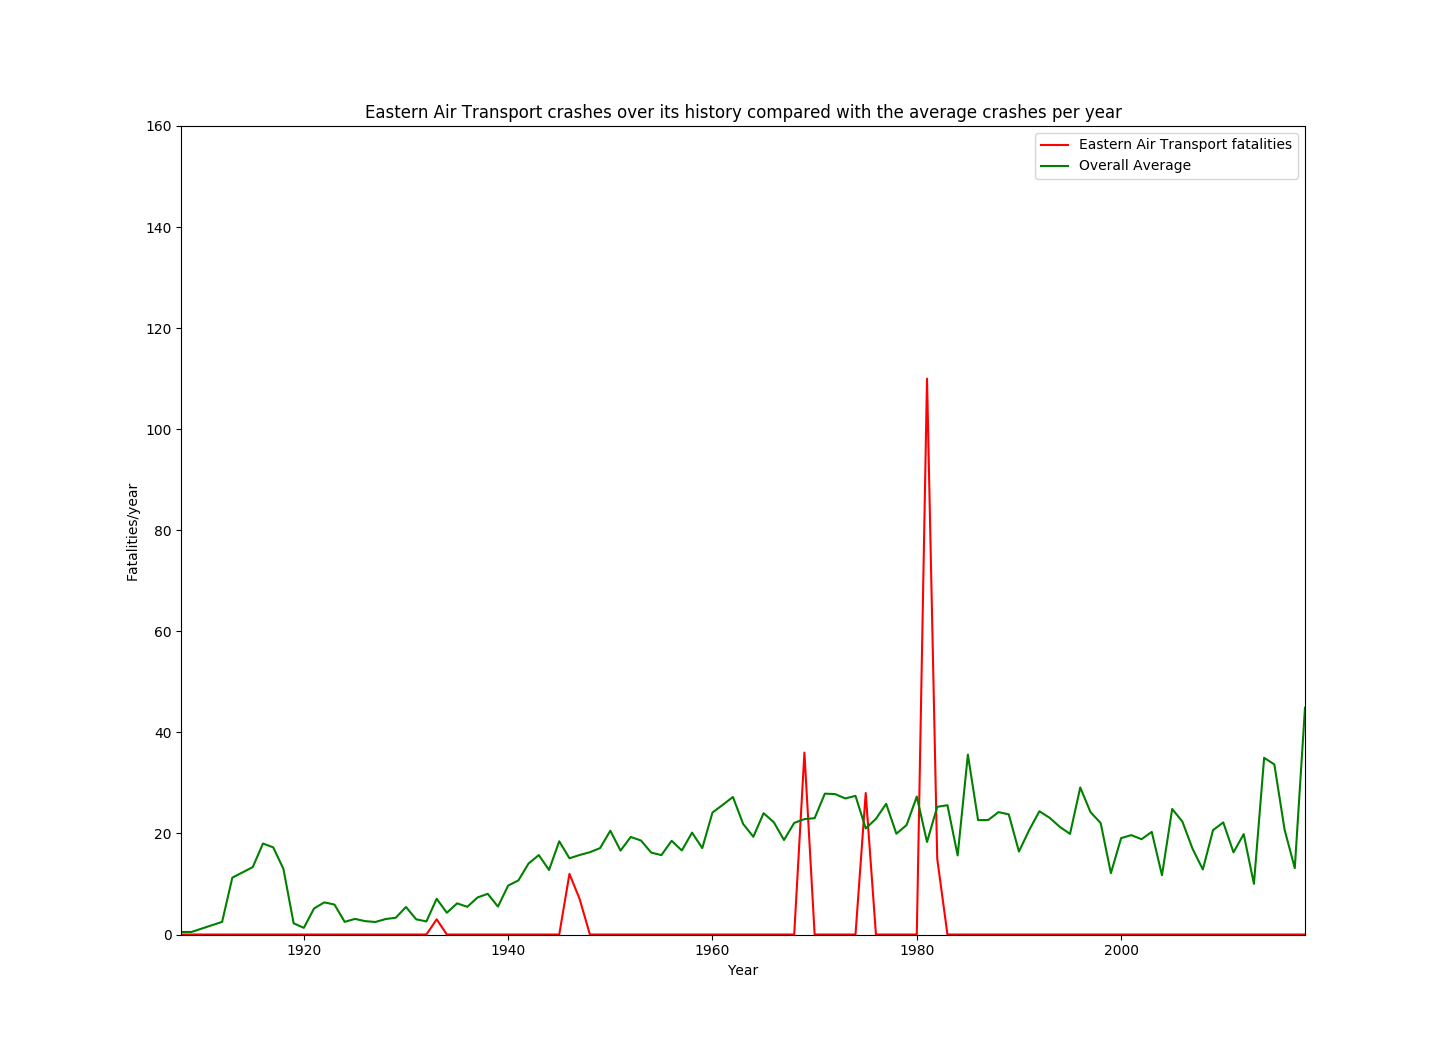 Eastern Air Transport crashes over its history compared with the average crashes per year
160
140
120
100
80
60
40
20
0
Fatalities/year
Eastern Air Transport fatalities
Overall Average
1920
1940
1960
1980
2000
Year